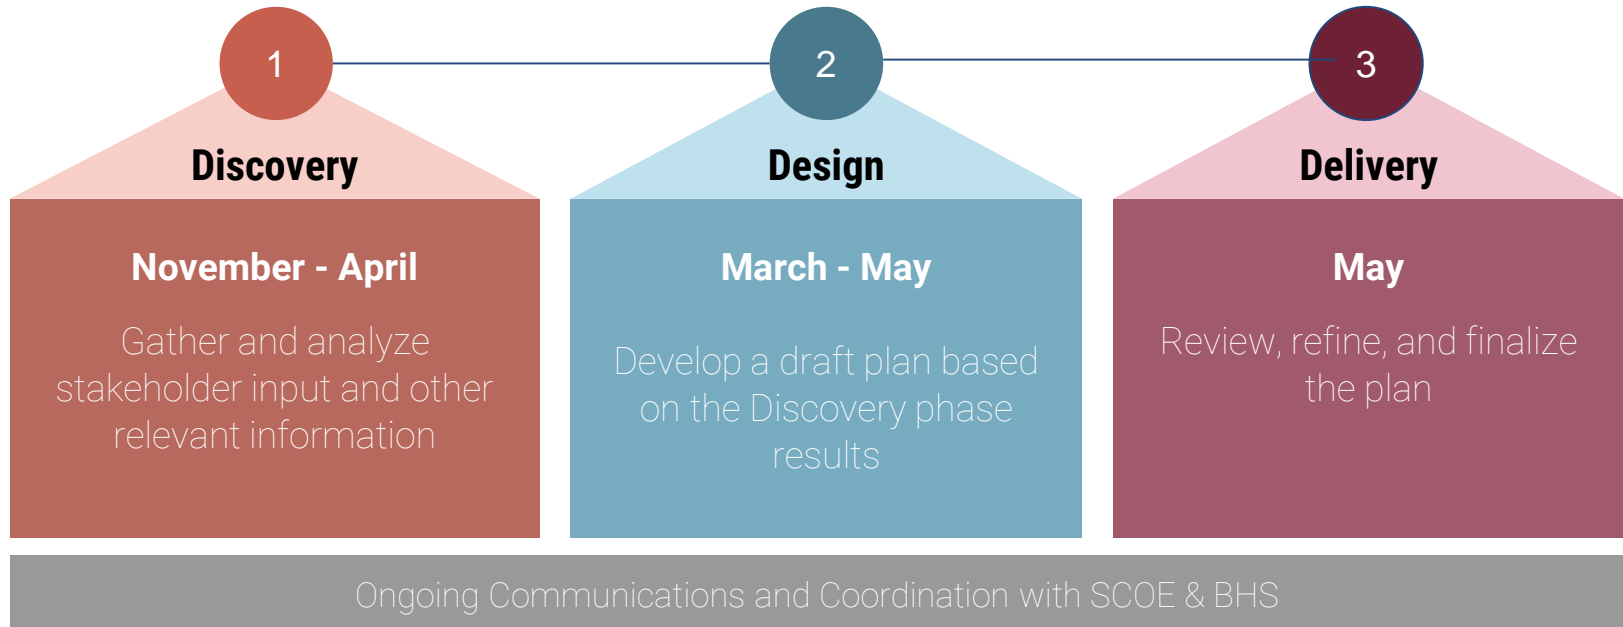 1
2
3
Discovery
Design
Delivery
November - April
Gather and analyze
stakeholder input and other
relevant information
March - May
Develop a draft plan based
on the Discovery phase
results
May
Review, refine, and finalize
the plan
Ongoing Communications and Coordination with SCOE & BHS